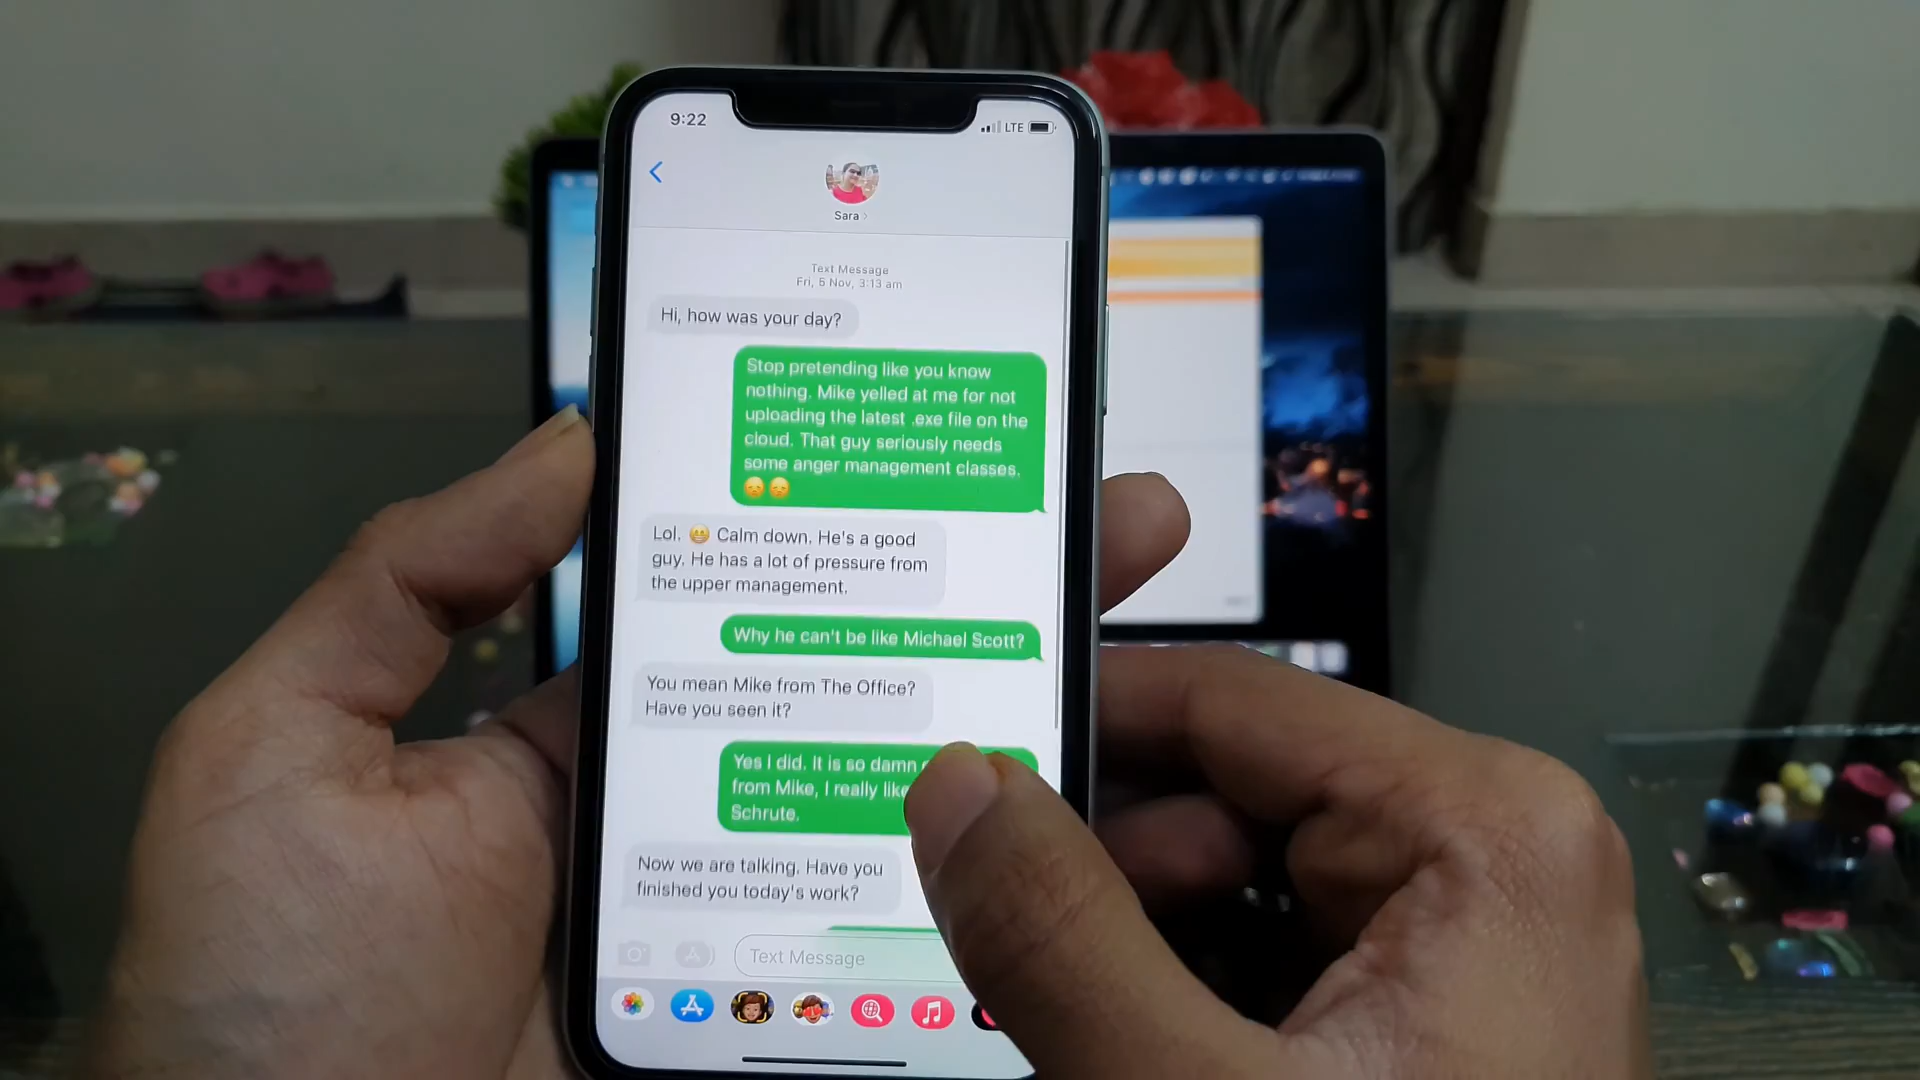 9:22
LTE
Sara
Text Message
Fri, 5 Nov, 3:13 am
Hi, how was your day?
Stop pretending like you know
nothing. Mike yelled at me for not
uploading the latest .exe file on the
cloud. That guy seriously needs
some anger management classes.
😞😞
Lol. 😁 Calm down. He's a good
guy. He has a lot of pressure from
the upper management.
Why he can't be like Michael Scott?
You mean Mike from The Office?
Have you seen it?
Yes I did. It is so damn
from Mike, I really like
Schrute.
Now we are talking. Have you
finished you today's work?
Text Message